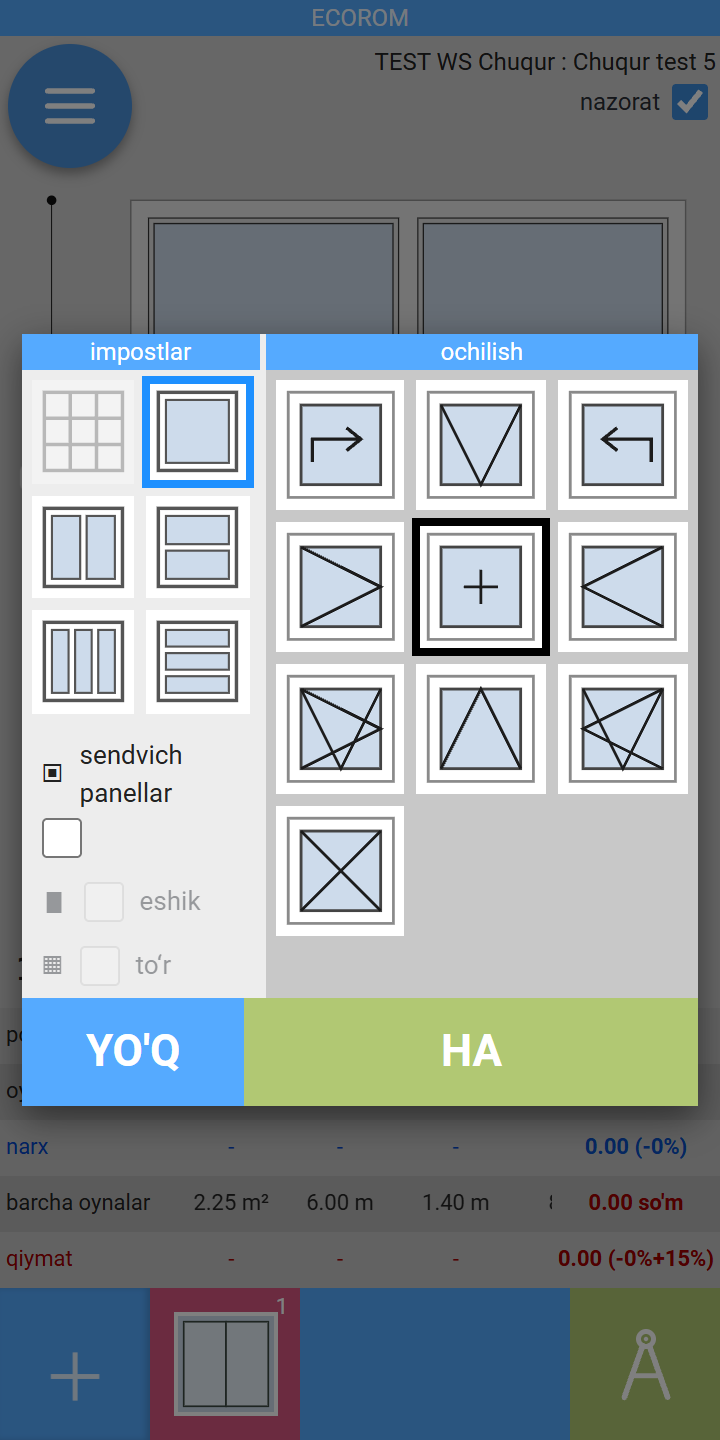 ECOROM
TEST WS Chuqur : Chuqur test 5
nazorat
impostlar
ochilish
sendvich
panellar
eshik
to‘r
YO'Q
HA
narx - - - 0.00 (-0%)
barcha oynalar 2.25 m² 6.00 m 1.40 m 0.00 so'm
qiymat - - - 0.00 (-0%+15%)
1